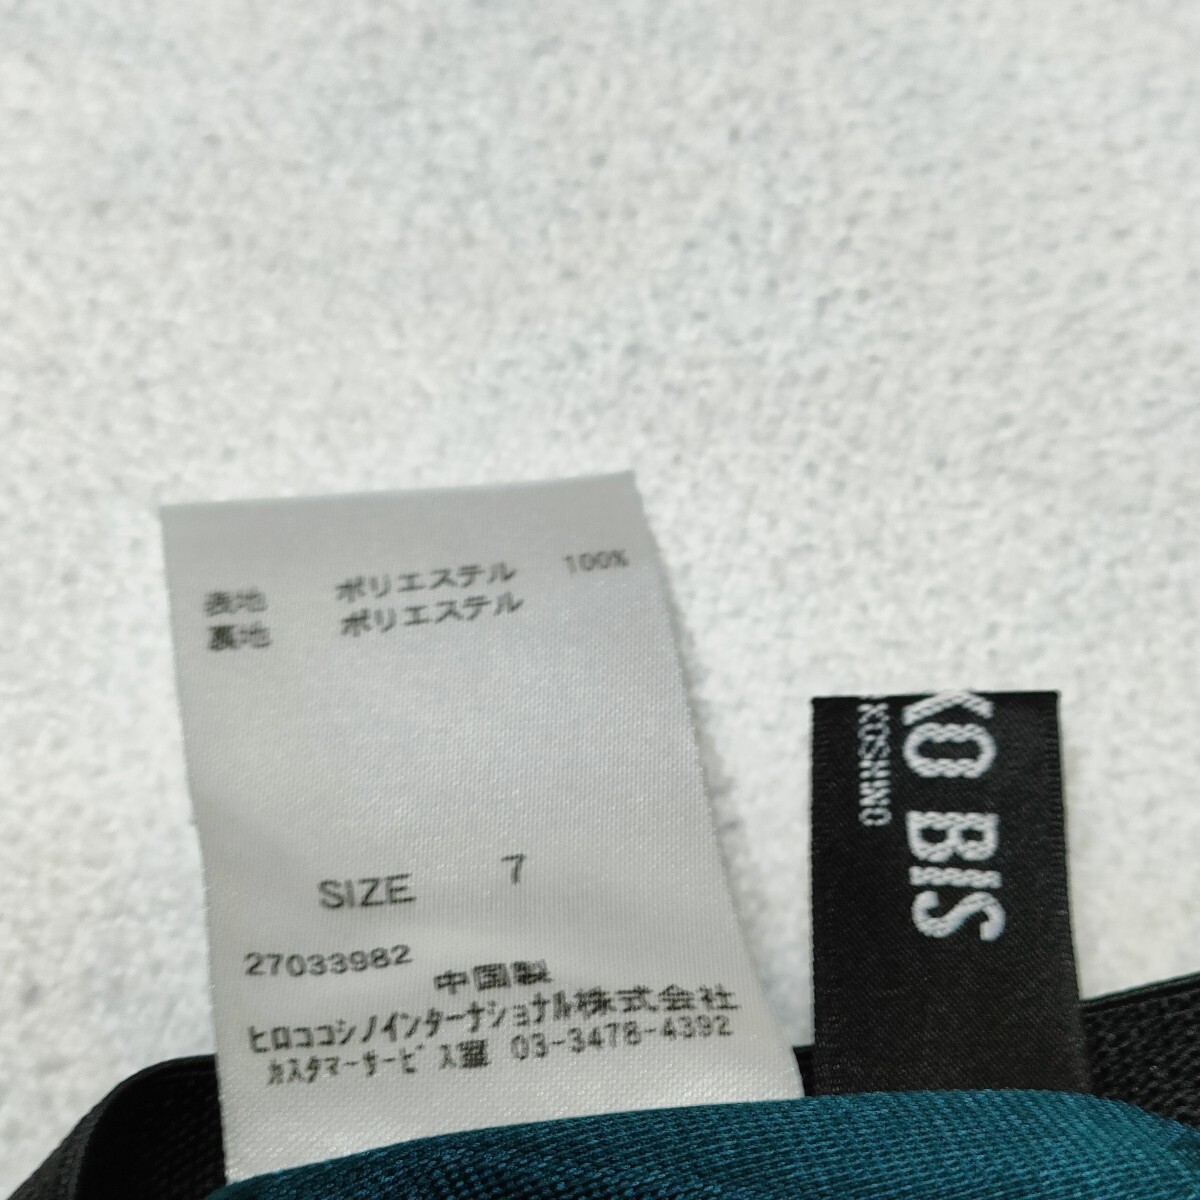 表地 ポリエステル 100%
裏地 ポリエステル
SIZE 7
27033982
中国製
ヒロココシノインターナショナル株式会社
カスタマーサービス 03-3478-4392
KO BIS
KOSHINO